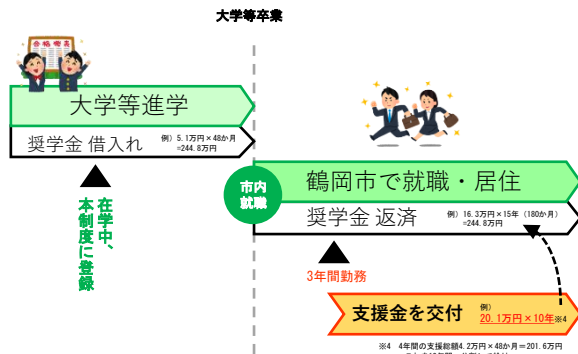 大学等卒業
合格発表
大学等進学
奨学金 借入れ
例）5.1万円×48か月
=244.8万円
在学中、
本制度に登録
市内
就職
鶴岡市で就職・居住
奨学金 返済
例）16.3万円×15年（180か月）
=244.8万円
3年間勤務
支援金を交付
例）
20.1万円×10年※4
※4　4年間の支援総額4.2万円×48か月＝201.6万円